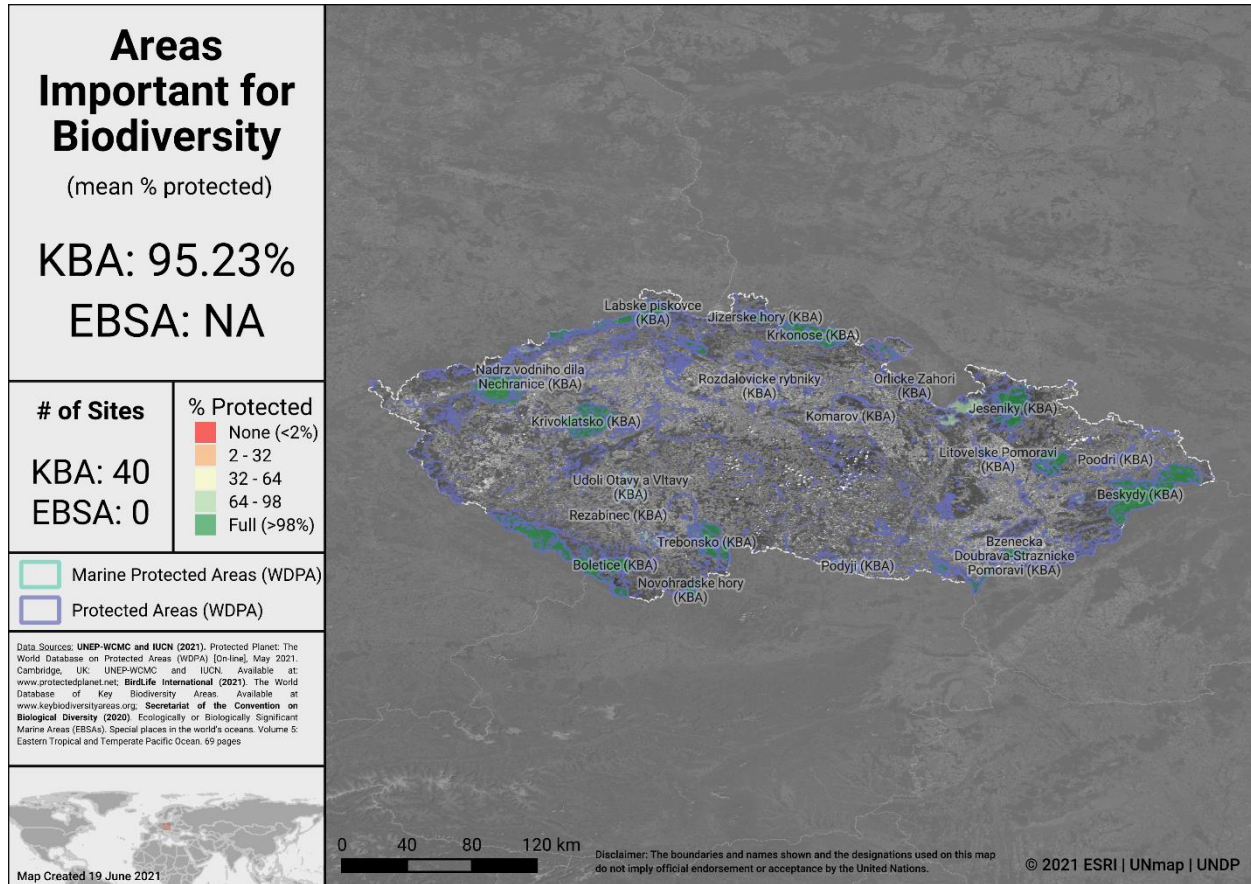 Areas
Important for
Biodiversity
(mean % protected)
KBA: 95.23%
EBSA: NA
# of Sites
KBA: 40
EBSA: 0
% Protected
None (<2%)
2 - 32
32 - 64
64 - 98
Full (>98%)
Marine Protected Areas (WDPA)
Protected Areas (WDPA)
Data Sources: UNEP-WCMC and IUCN (2021). Protected Planet: The
World Database on Protected Areas (WDPA) [On-line], May 2021.
Cambridge, UK: UNEP-WCMC and IUCN. Available at:
www.protectedplanet.net; BirdLife International (2021). The World
Database of Key Biodiversity Areas. Available at
www.keybiodiversityareas.org; Secretariat of the Convention on
Biological Diversity (2020). Ecologically or Biologically Significant
Marine Areas (EBSAs). Special places in the world's oceans. Volume 5:
Eastern Tropical and Temperate Pacific Ocean. 69 pages
Map Created 19 June 2021
Labske piskovce
(KBA)
Jizerske hory (KBA)
Krkonose (KBA)
Nadrz vodniho dila
Nechranice (KBA)
Rozdalovicke rybniky
(KBA)
Orlicke Zahori
(KBA)
Krivoklatsko (KBA)
Komarov (KBA)
Jeseniky (KBA)
Litovelske Pomoravi
(KBA)
Poodri (KBA)
Udoli Otavy a Vltavy
(KBA)
Beskydy (KBA)
Rezabinec (KBA)
Trebonsko (KBA)
Bzenecka
Doubrava-Straznicke
Pomoravi (KBA)
Boletice (KBA)
Podyji (KBA)
Novohradske hory
(KBA)
0 40 80 120 km
Disclaimer: The boundaries and names shown and the designations used on this map
do not imply official endorsement or acceptance by the United Nations.
© 2021 ESRI | UNmap | UNDP